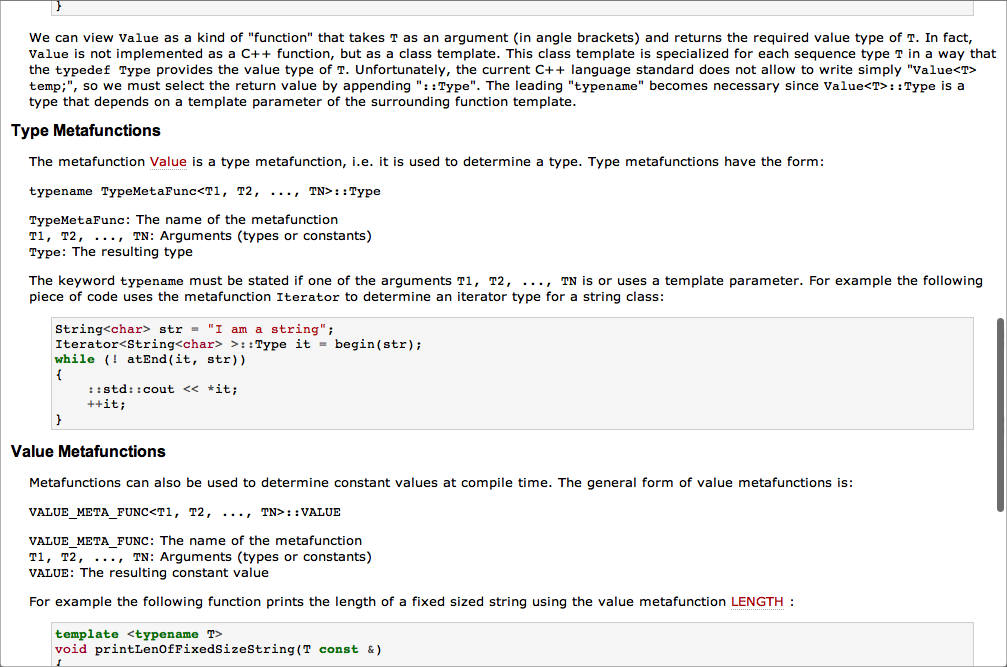 }
We can view Value as a kind of "function" that takes T as an argument (in angle brackets) and returns the required value type of T. In fact,
Value is not implemented as a C++ function, but as a class template. This class template is specialized for each sequence type T in a way that
the typedef Type provides the value type of T. Unfortunately, the current C++ language standard does not allow to write simply "Value<T>
temp;", so we must select the return value by appending "::Type". The leading "typename" becomes necessary since Value<T>::Type is a
type that depends on a template parameter of the surrounding function template.
Type Metafunctions
The metafunction Value is a type metafunction, i.e. it is used to determine a type. Type metafunctions have the form:
typename TypeMetaFunc<T1, T2, ..., TN>::Type
TypeMetaFunc: The name of the metafunction
T1, T2, ..., TN: Arguments (types or constants)
Type: The resulting type
The keyword typename must be stated if one of the arguments T1, T2, ..., TN is or uses a template parameter. For example the following
piece of code uses the metafunction Iterator to determine an iterator type for a string class:
String<char> str = "I am a string";
Iterator<String<char> >::Type it = begin(str);
while (! atEnd(it, str))
{
    ::std::cout << *it;
    ++it;
}
Value Metafunctions
Metafunctions can also be used to determine constant values at compile time. The general form of value metafunctions is:
VALUE_META_FUNC<T1, T2, ..., TN>::VALUE
VALUE_META_FUNC: The name of the metafunction
T1, T2, ..., TN: Arguments (types or constants)
VALUE: The resulting constant value
For example the following function prints the length of a fixed sized string using the value metafunction LENGTH :
template <typename T>
void printLenOfFixedSizeString(T const &)
{